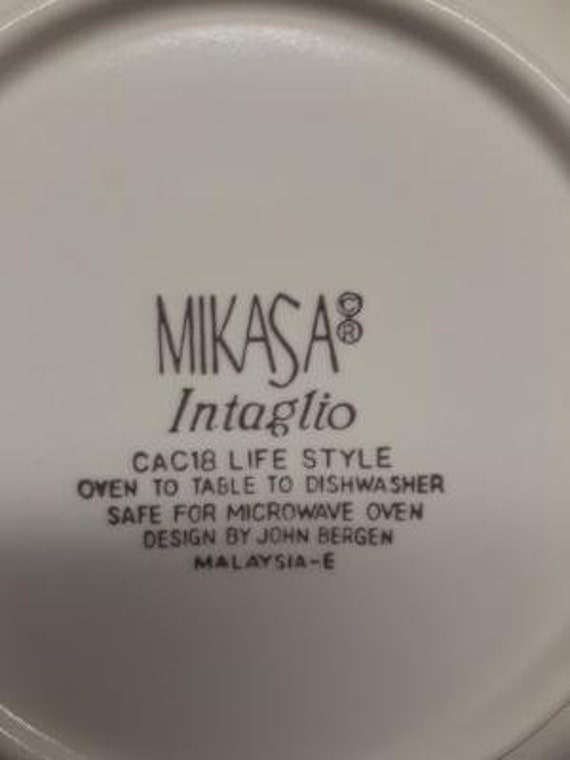 MIKASA ©
®
Intaglio
CAC18 LIFE STYLE
OVEN TO TABLE TO DISHWASHER
SAFE FOR MICROWAVE OVEN
DESIGN BY JOHN BERGEN
MALAYSIA-E